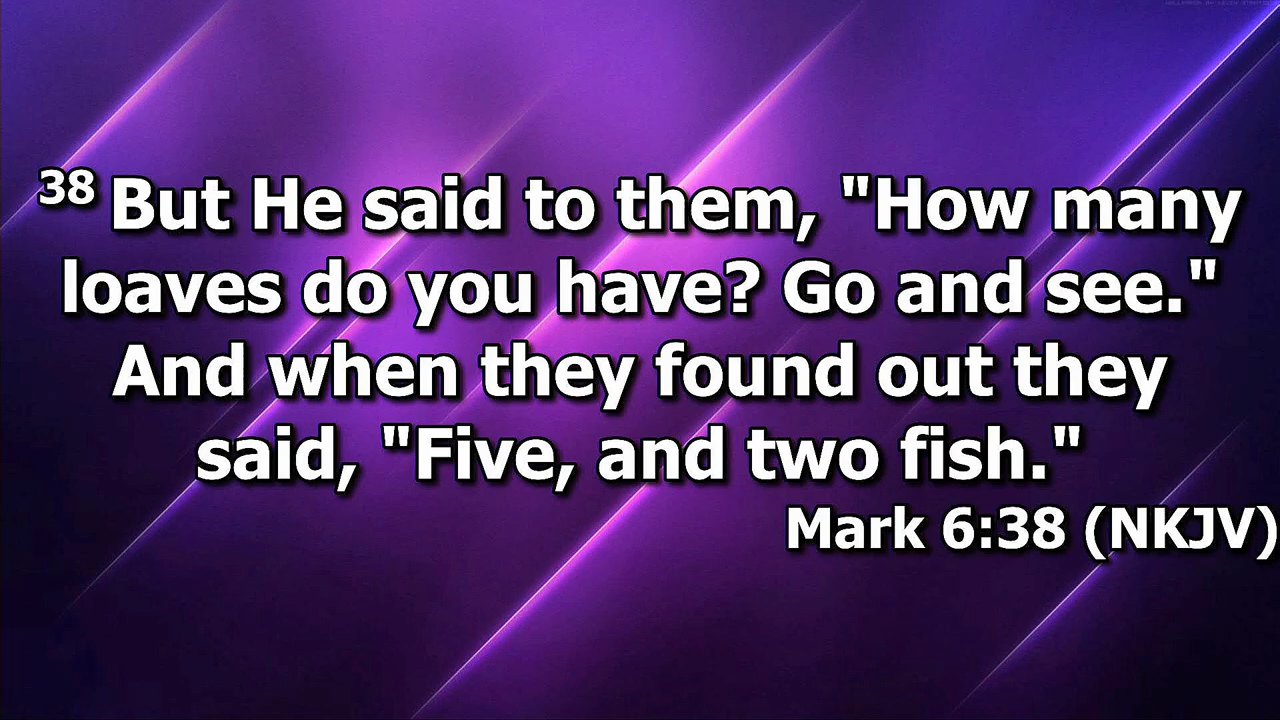 38 But He said to them, "How many
loaves do you have? Go and see."
And when they found out they
said, "Five, and two fish."
Mark 6:38 (NKJV)